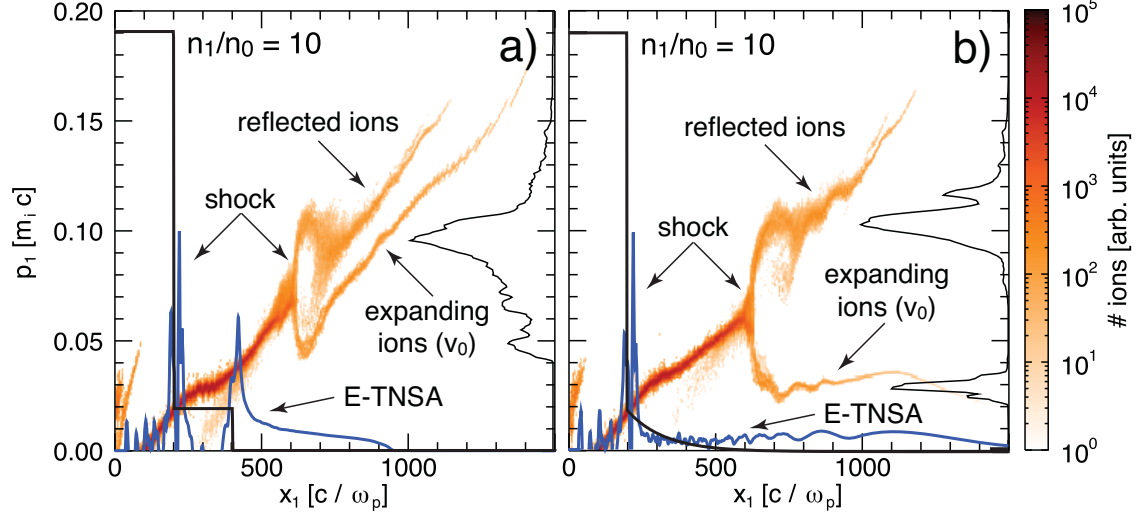 n₁/n₀ = 10
a)
reflected ions
shock
expanding
ions (v₀)
E-TNSA
0.20
0.15
0.10
0.05
0.00
p₁ [mᵢ c]
0
500
1000
x₁ [c / ωₚ]
n₁/n₀ = 10
b)
reflected ions
shock
expanding
ions (v₀)
E-TNSA
0
500
1000
x₁ [c / ωₚ]
10⁵
10⁴
10³
10²
10¹
10⁰
# ions [arb. units]